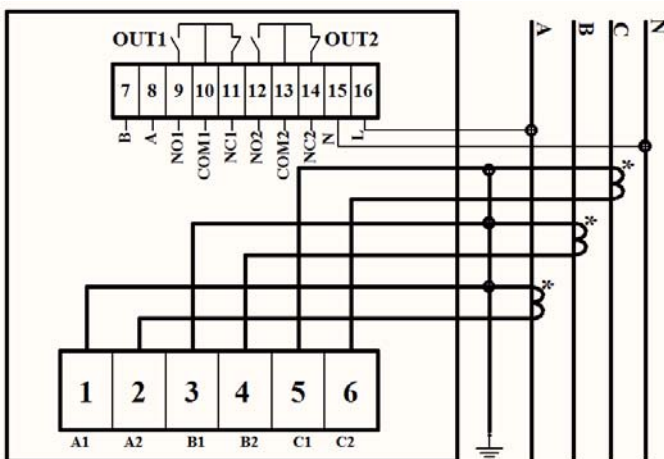 OUT1 OUT2
A B C N
7 8 9 10 11 12 13 14 15 16
B A NO1 COM1 NC1 NO2 COM2 NC2 N L
*
*
*
1 2 3 4 5 6
A1 A2 B1 B2 C1 C2